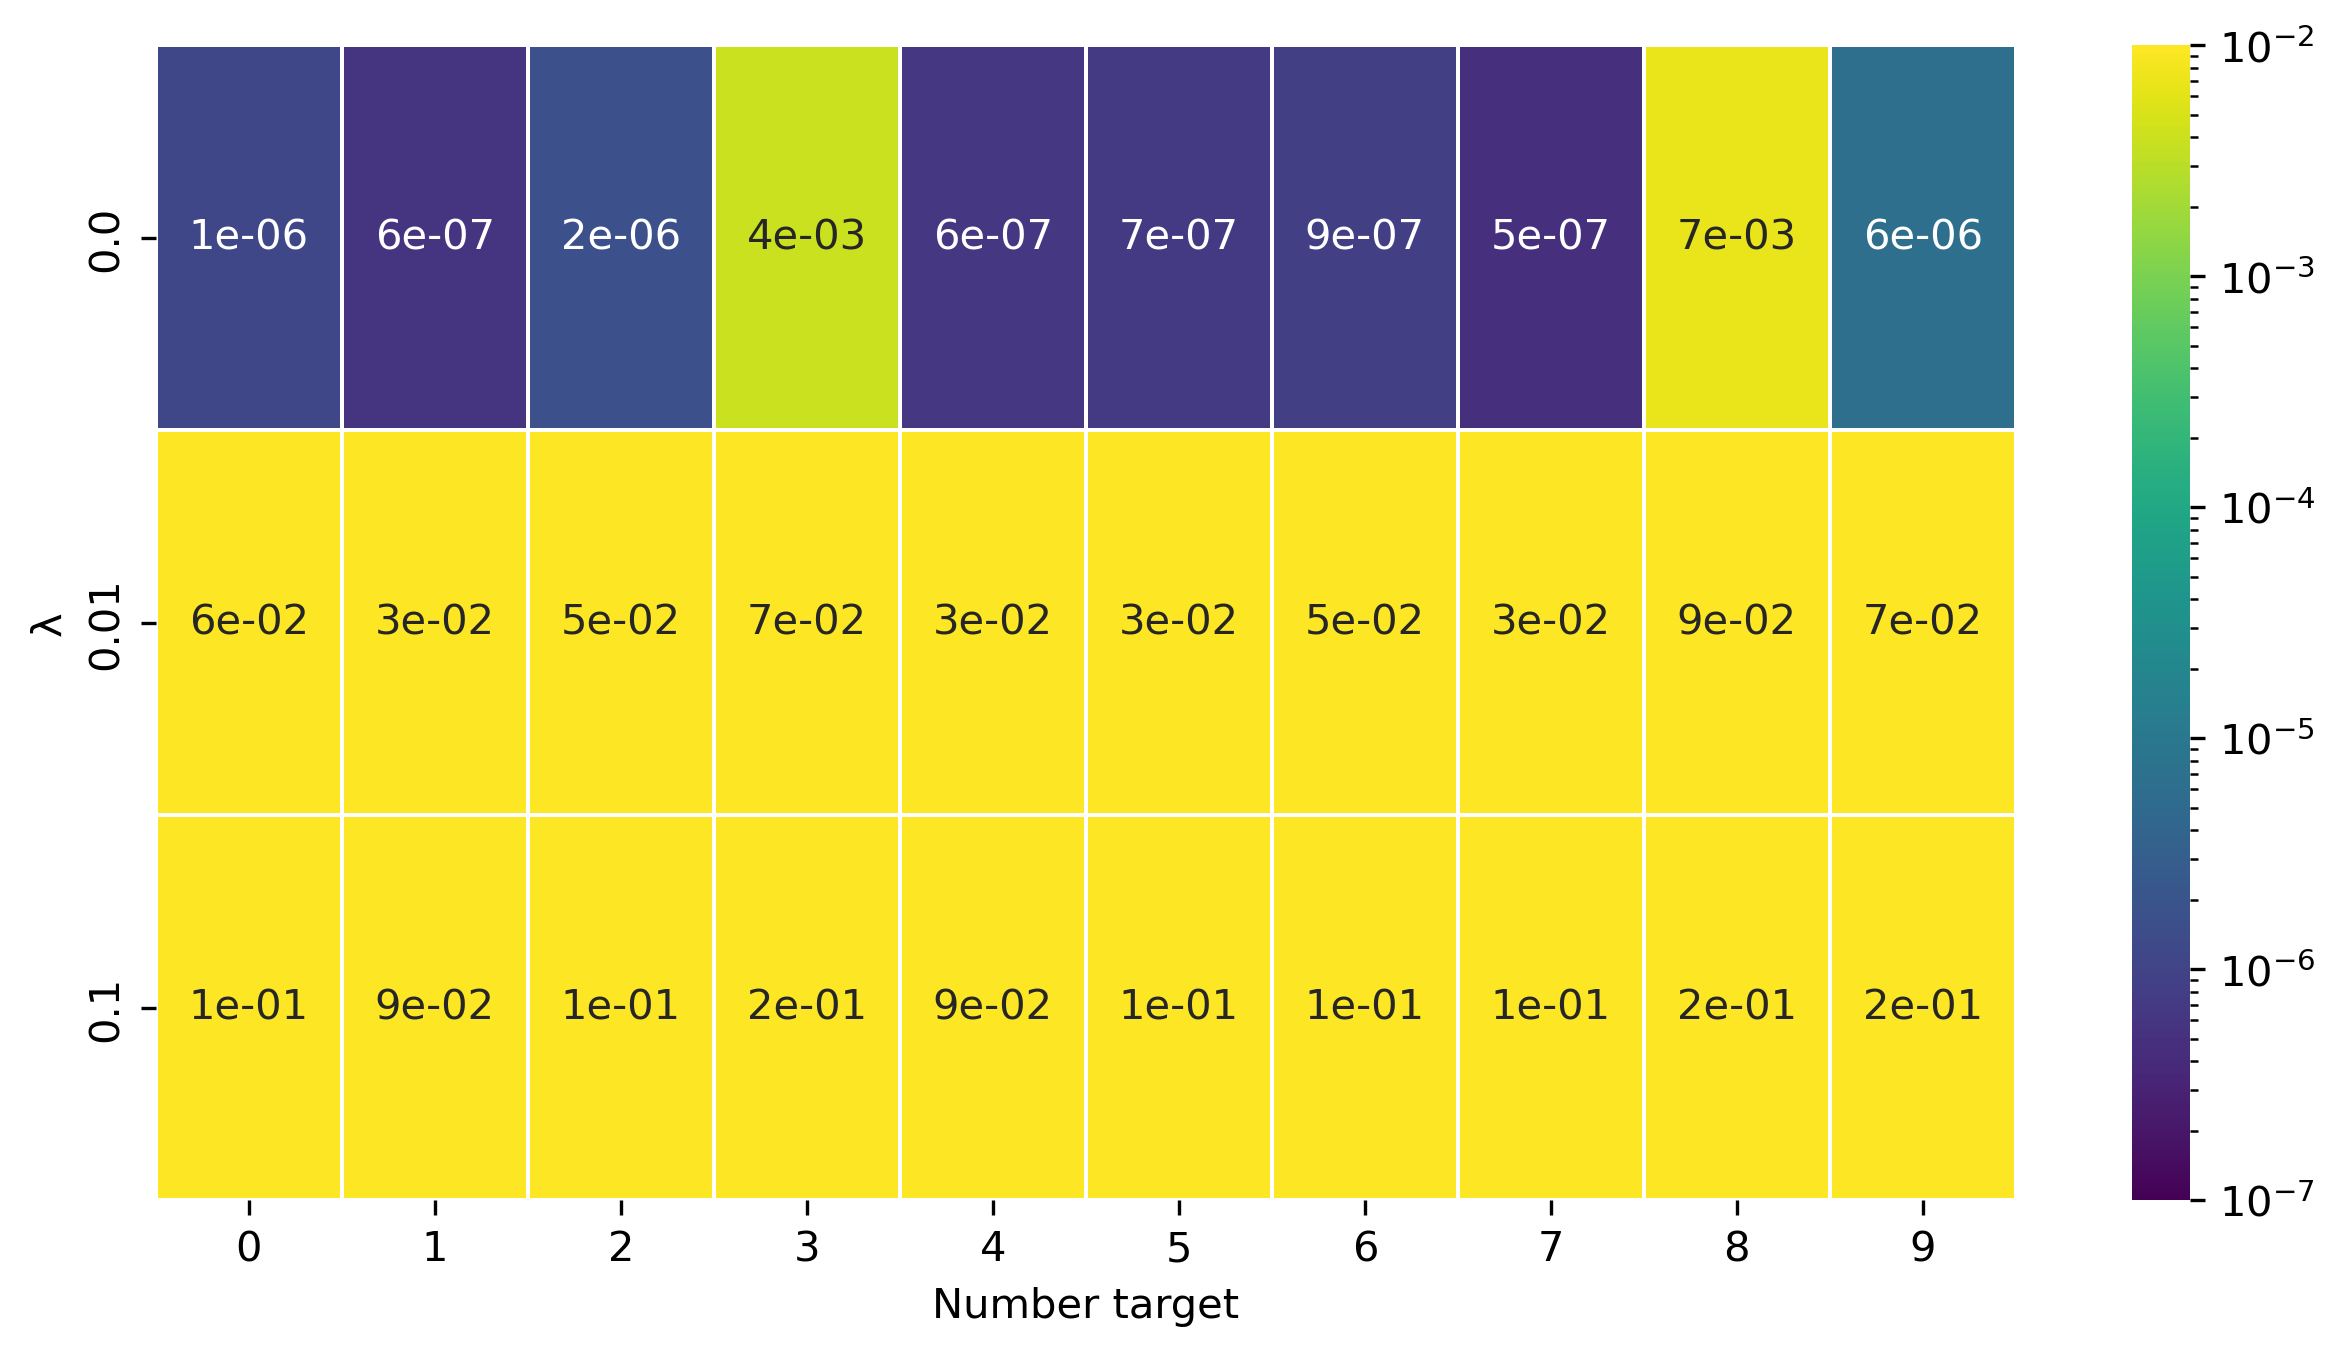 0.0 1e-06 6e-07 2e-06 4e-03 6e-07 7e-07 9e-07 5e-07 7e-03 6e-06
0.01 6e-02 3e-02 5e-02 7e-02 3e-02 3e-02 5e-02 3e-02 9e-02 7e-02
0.1 1e-01 9e-02 1e-01 2e-01 9e-02 1e-01 1e-01 1e-01 2e-01 2e-01
λ
0 1 2 3 4 5 6 7 8 9
Number target
10⁻²
10⁻³
10⁻⁴
10⁻⁵
10⁻⁶
10⁻⁷